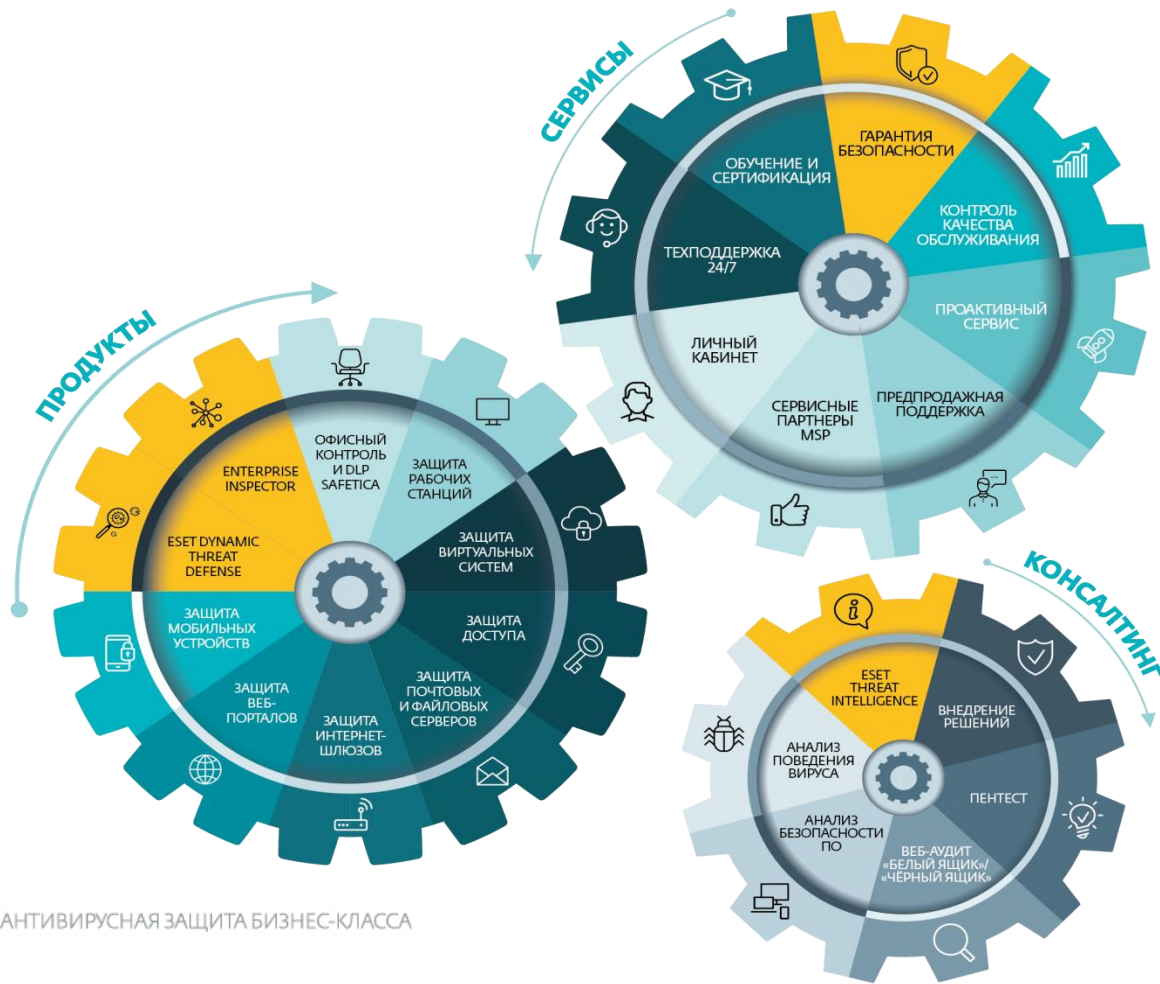 СЕРВИСЫ
ГАРАНТИЯ
БЕЗОПАСНОСТИ
КОНТРОЛЬ
КАЧЕСТВА
ОБСЛУЖИВАНИЯ
ПРОАКТИВНЫЙ
СЕРВИС
ПРЕДПРОДАЖНАЯ
ПОДДЕРЖКА
СЕРВИСНЫЕ
ПАРТНЕРЫ
MSP
ЛИЧНЫЙ
КАБИНЕТ
ТЕХПОДДЕРЖКА
24/7
ОБУЧЕНИЕ И
СЕРТИФИКАЦИЯ
ПРОДУКТЫ
ОФИСНЫЙ
КОНТРОЛЬ
И DLP
SAFETICA
ЗАЩИТА
РАБОЧИХ
СТАНЦИЙ
ЗАЩИТА
ВИРТУАЛЬНЫХ
СИСТЕМ
ЗАЩИТА
ДОСТУПА
ЗАЩИТА
ПОЧТОВЫХ
И ФАЙЛОВЫХ
СЕРВЕРОВ
ЗАЩИТА
ИНТЕРНЕТ-
ШЛЮЗОВ
ЗАЩИТА
ВЕБ-
ПОРТАЛОВ
ЗАЩИТА
МОБИЛЬНЫХ
УСТРОЙСТВ
ESET DYNAMIC
THREAT
DEFENSE
ENTERPRISE
INSPECTOR
КОНСАЛТИНГ
ESET
THREAT
INTELLIGENCE
ВНЕДРЕНИЕ
РЕШЕНИЙ
ПЕНТЕСТ
ВЕБ-АУДИТ
«БЕЛЫЙ ЯЩИК»/
«ЧЁРНЫЙ ЯЩИК»
АНАЛИЗ
БЕЗОПАСНОСТИ
ПО
АНАЛИЗ
ПОВЕДЕНИЯ
ВИРУСА
АНТИВИРУСНАЯ ЗАЩИТА БИЗНЕС-КЛАССА